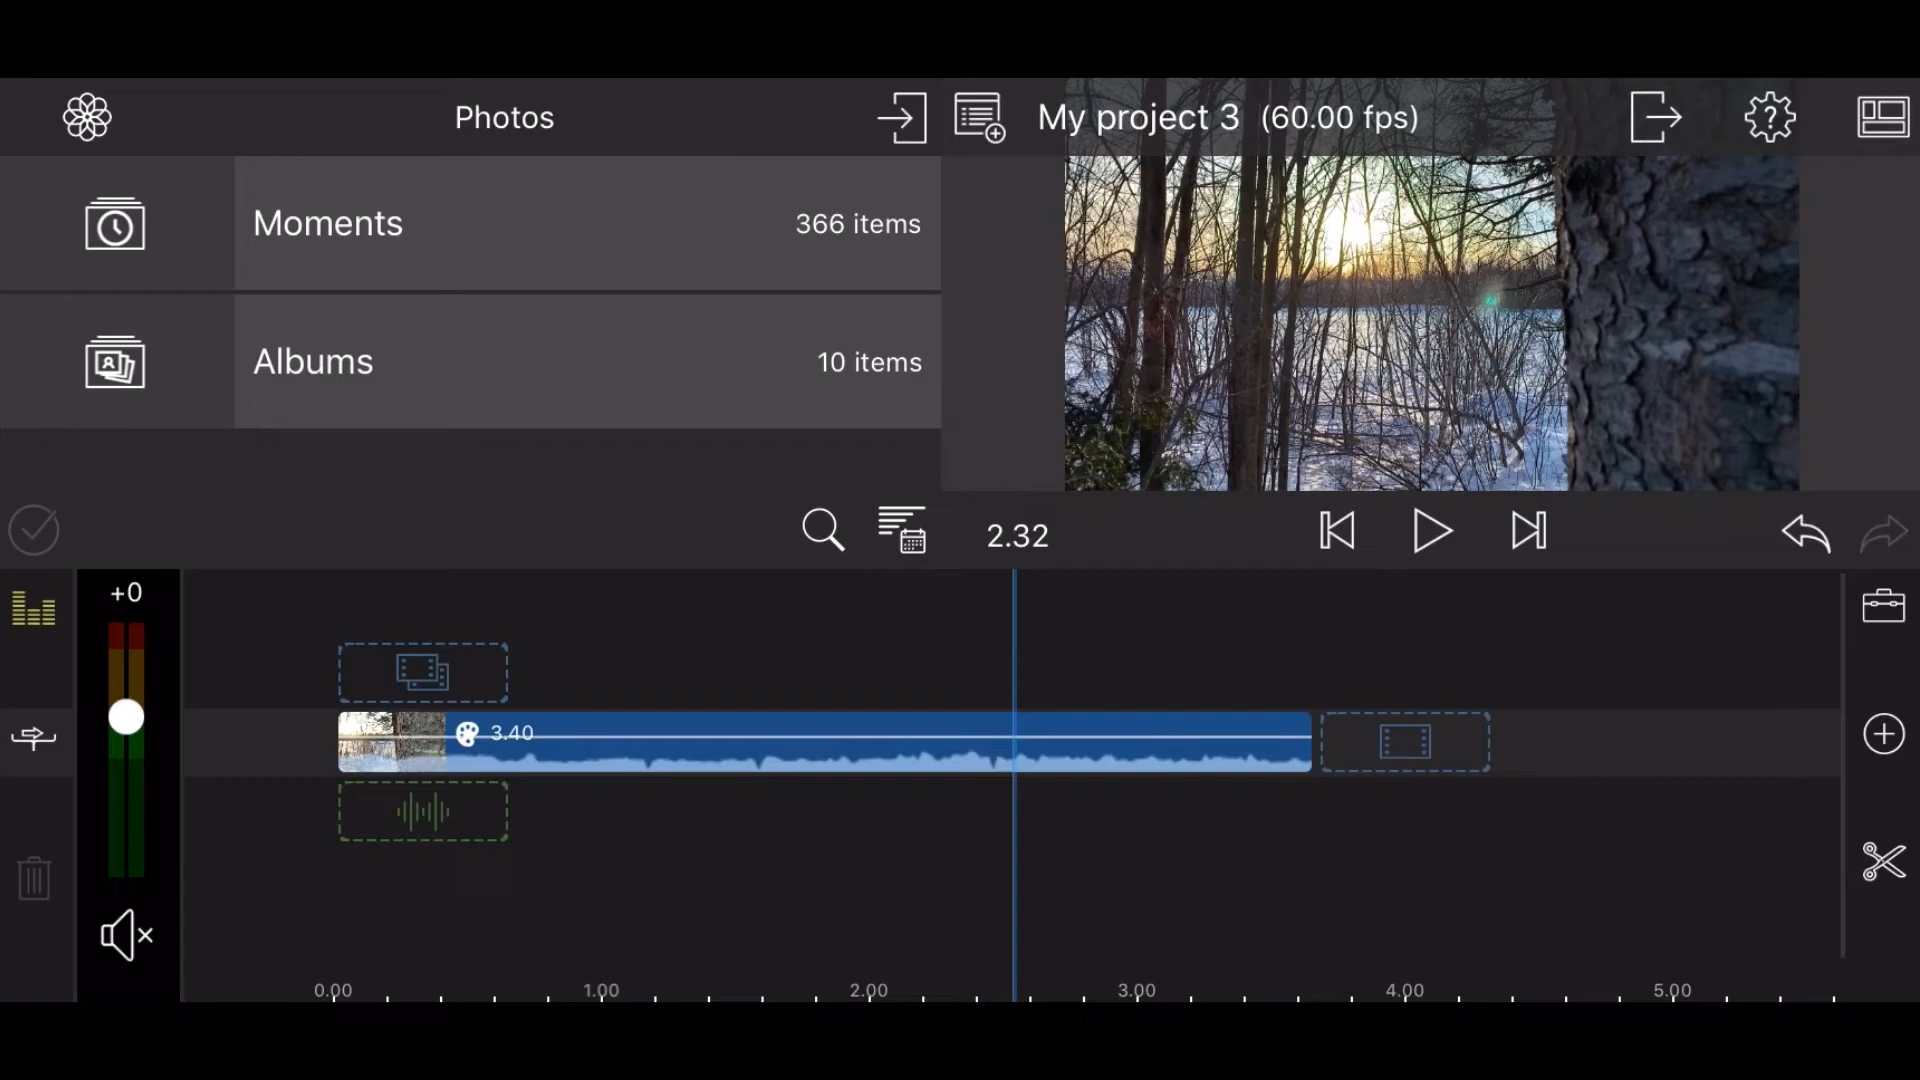 Photos
My project 3 (60.00 fps)
Moments 366 items
Albums 10 items
2.32
+0
3.40
0.00 1.00 2.00 3.00 4.00 5.00